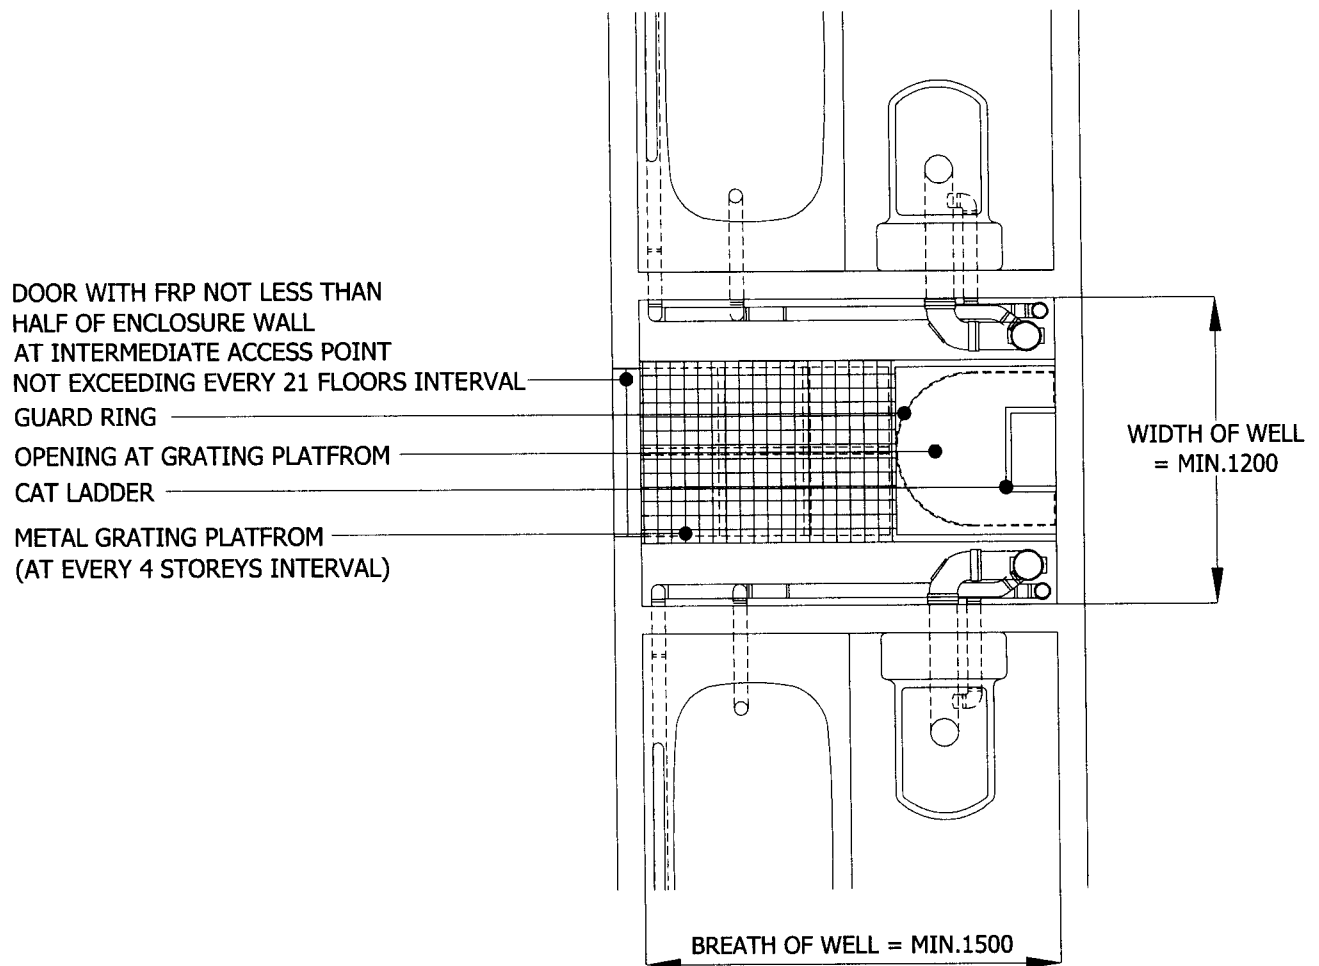 DOOR WITH FRP NOT LESS THAN
HALF OF ENCLOSURE WALL
AT INTERMEDIATE ACCESS POINT
NOT EXCEEDING EVERY 21 FLOORS INTERVAL
GUARD RING
OPENING AT GRATING PLATFROM
CAT LADDER
METAL GRATING PLATFROM
(AT EVERY 4 STOREYS INTERVAL)
WIDTH OF WELL
= MIN.1200
BREATH OF WELL = MIN.1500